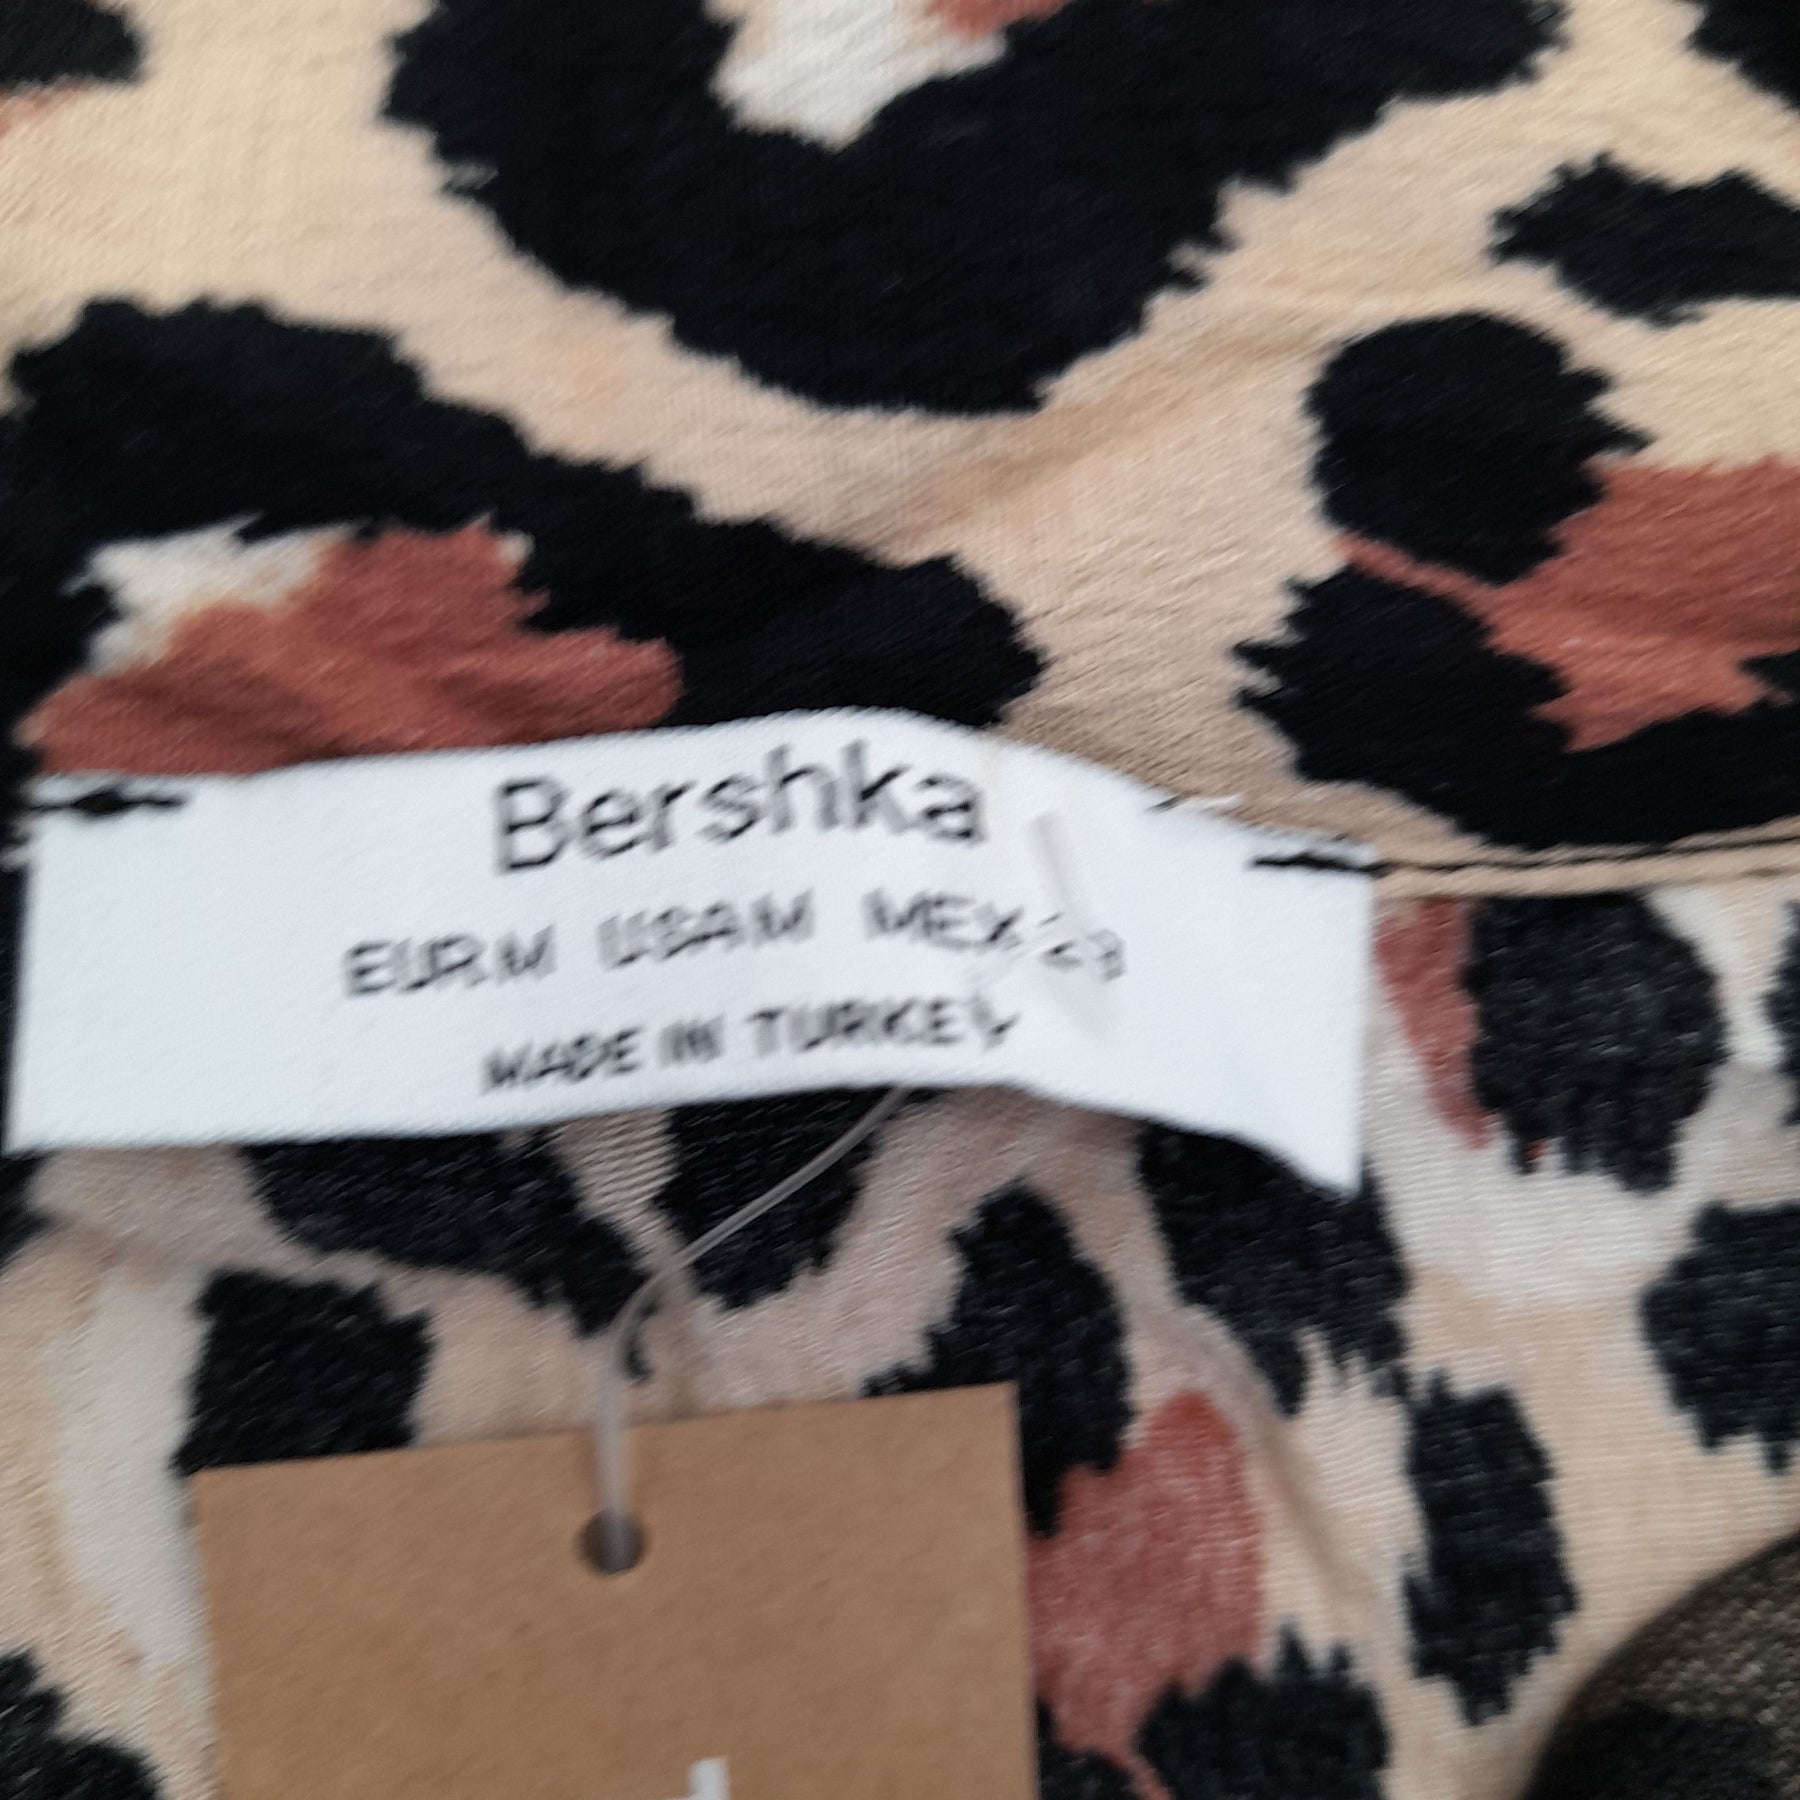 Bershka
EUR M USA M MEX 28
MADE IN TURKEY